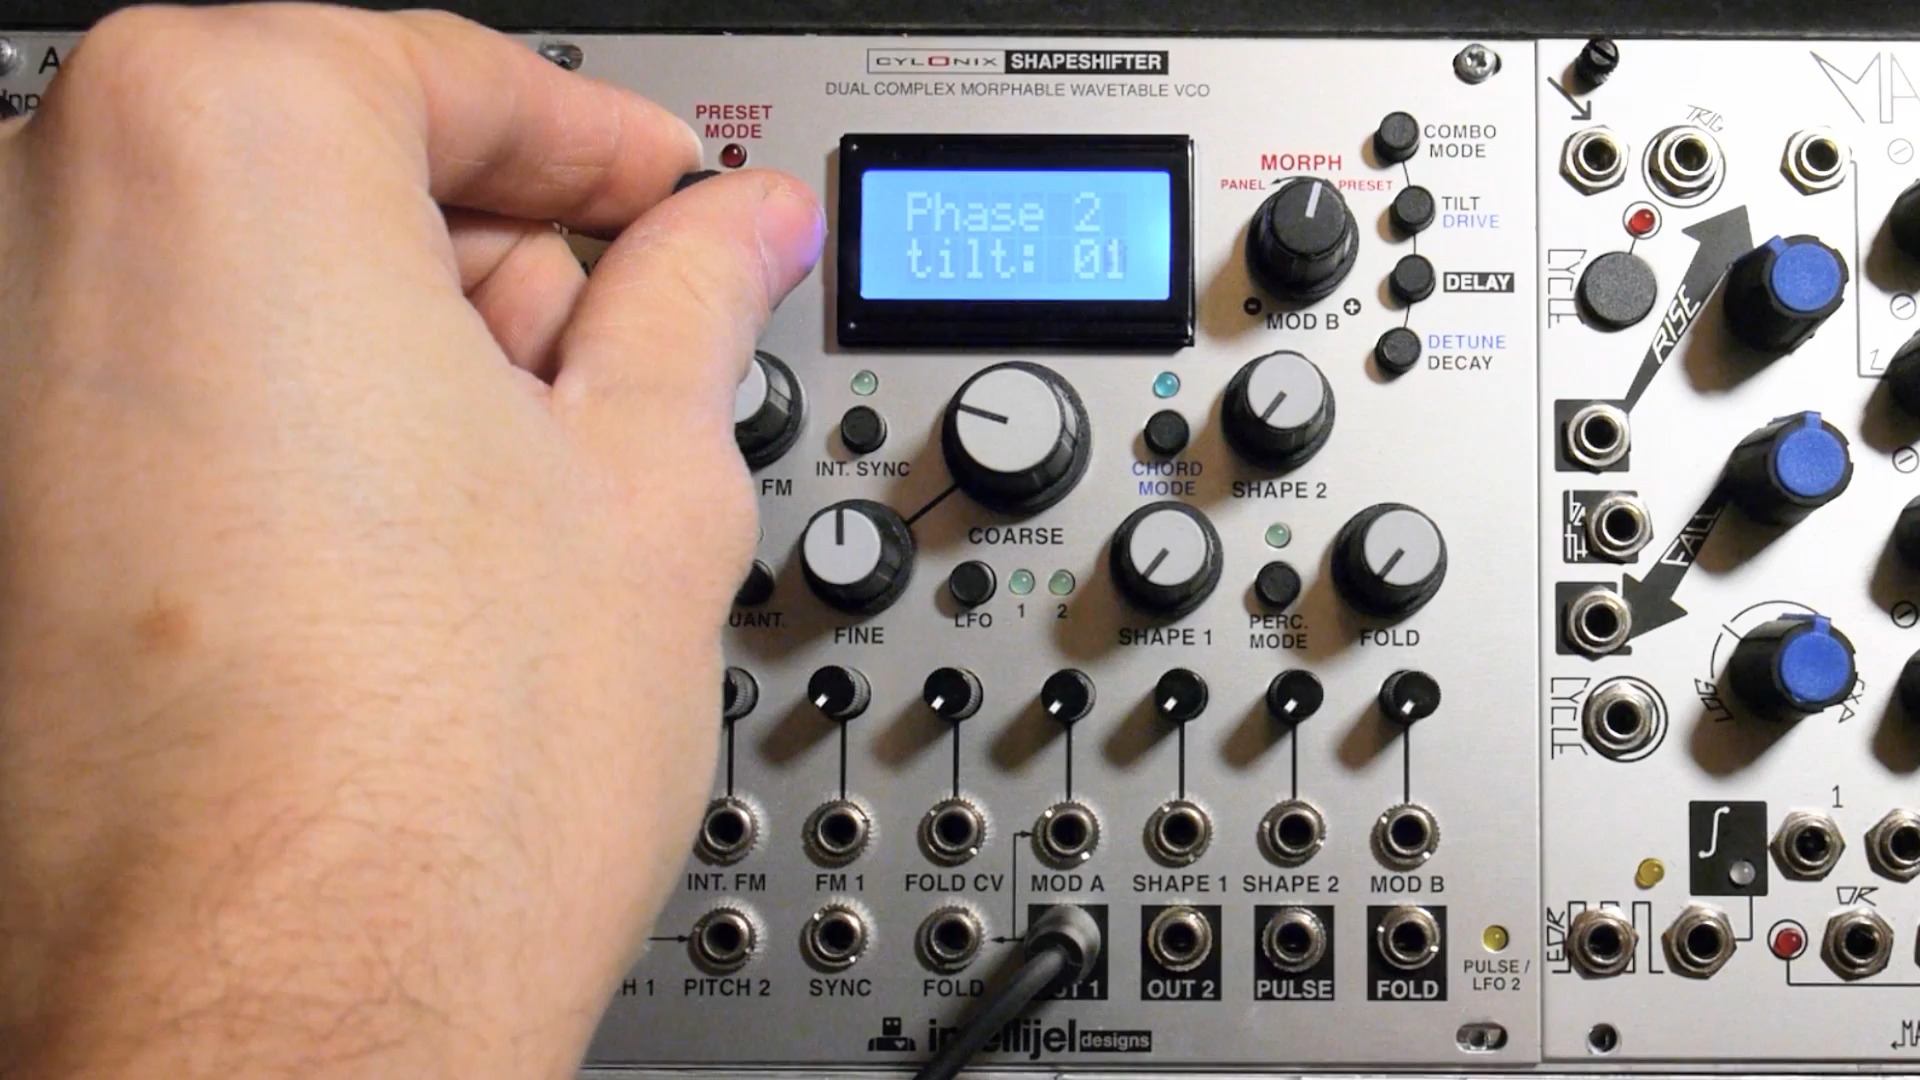 CYLONIX SHAPESHIFTER
DUAL COMPLEX MORPHABLE WAVETABLE VCO
PRESET
MODE
Phase 2
tilt: 01
MORPH
PANEL
PRESET
MOD B
COMBO
MODE
TILT
DRIVE
DELAY
DETUNE
DECAY
TRIG
CYCLE
RISE
FM
INT. SYNC
COARSE
CHORD
MODE
SHAPE 2
FINE
LFO
1
2
SHAPE 1
PERC.
MODE
FOLD
FALL
CYCLE
LOG
INT. FM
FM 1
FOLD CV
MOD A
SHAPE 1
SHAPE 2
MOD B
1
OR
EOR
PITCH 2
SYNC
FOLD
OUT 2
PULSE
FOLD
PULSE /
LFO 2
intellijel designs